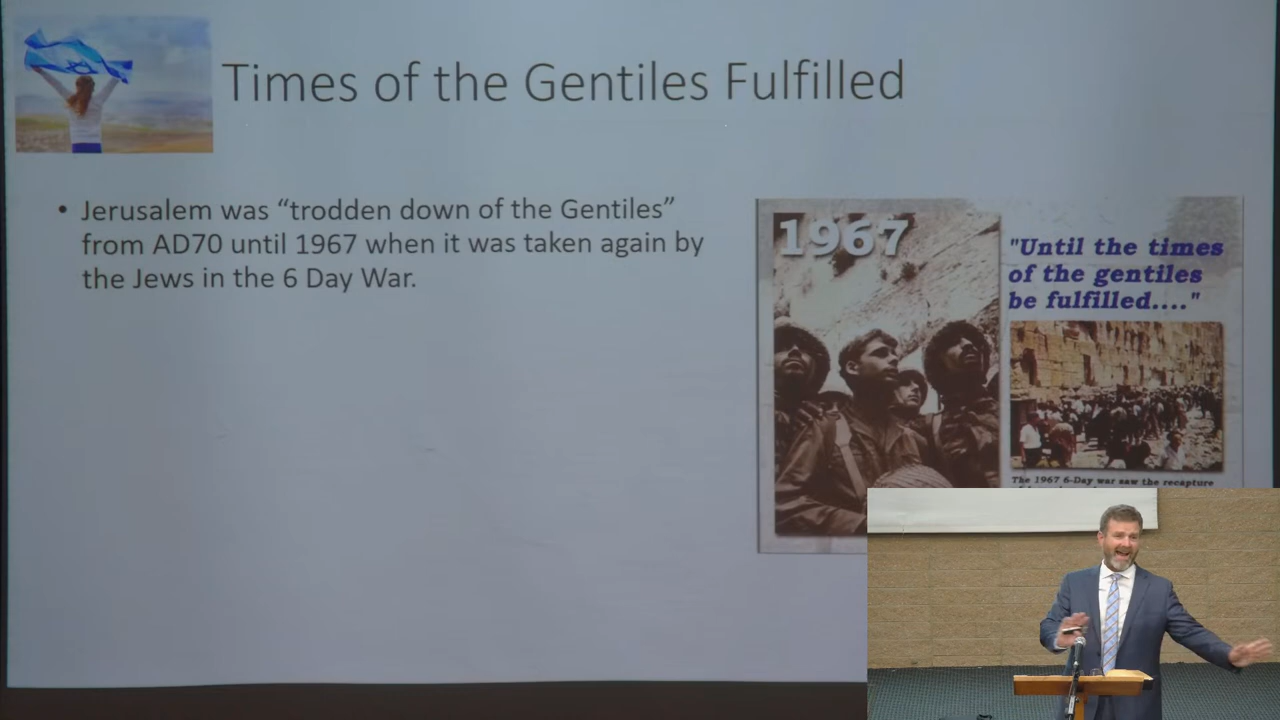 Times of the Gentiles Fulfilled
• Jerusalem was “trodden down of the Gentiles”
from AD70 until 1967 when it was taken again by
the Jews in the 6 Day War.
1967
"Until the times
of the gentiles
be fulfilled...."
The 1967 6-Day war saw the recapture